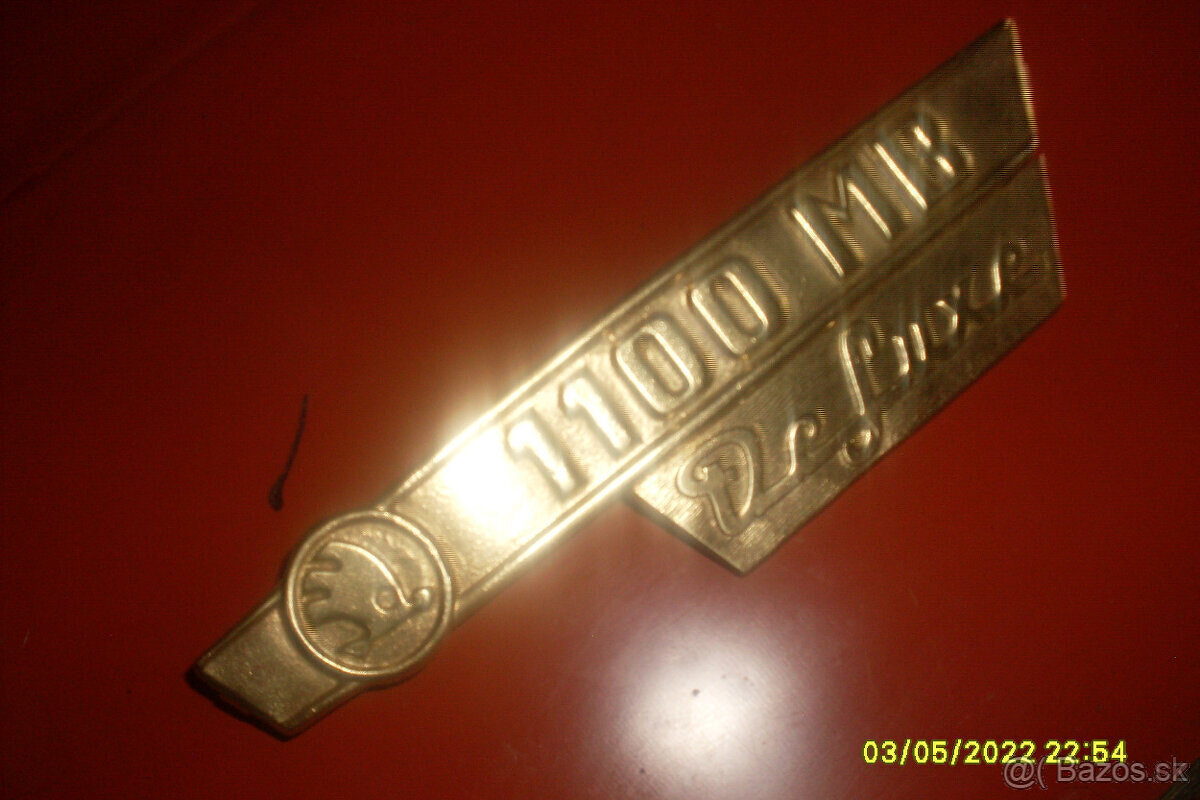 1100 MB
De Luxe
03/05/2022 22:54
@( Bazos.sk